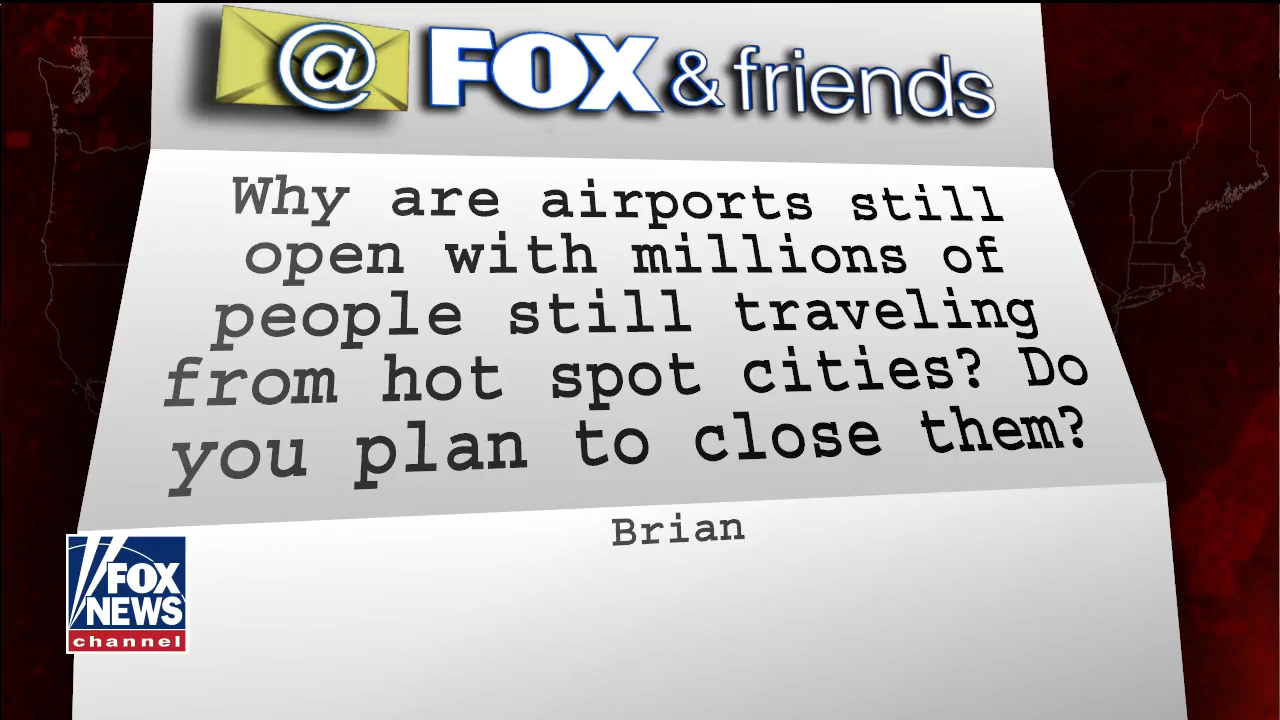 @ FOX & friends
Why are airports still
open with millions of
people still traveling
from hot spot cities? Do
you plan to close them?
Brian
FOX
NEWS
channel